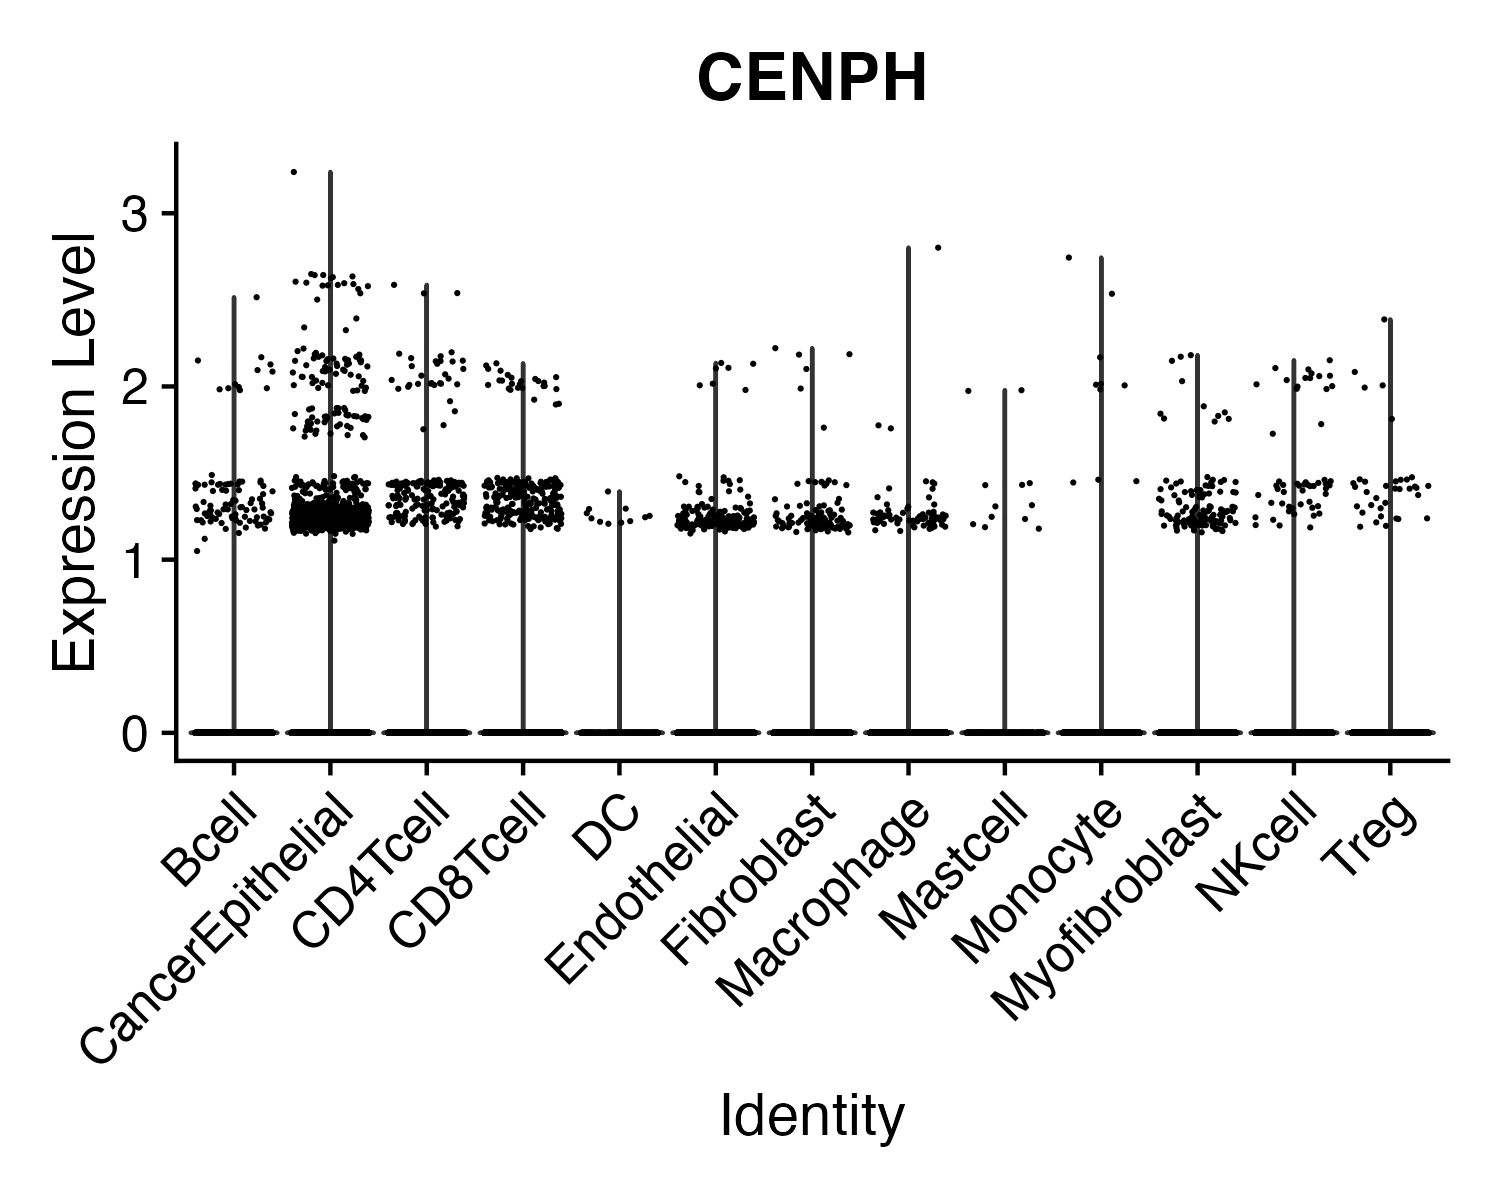 CENPH
Expression Level
3
2
1
0
Bcell
CancerEpithelial
CD4Tcell
CD8Tcell
DC
Endothelial
Fibroblast
Macrophage
Mastcell
Monocyte
Myofibroblast
NKcell
Treg
Identity